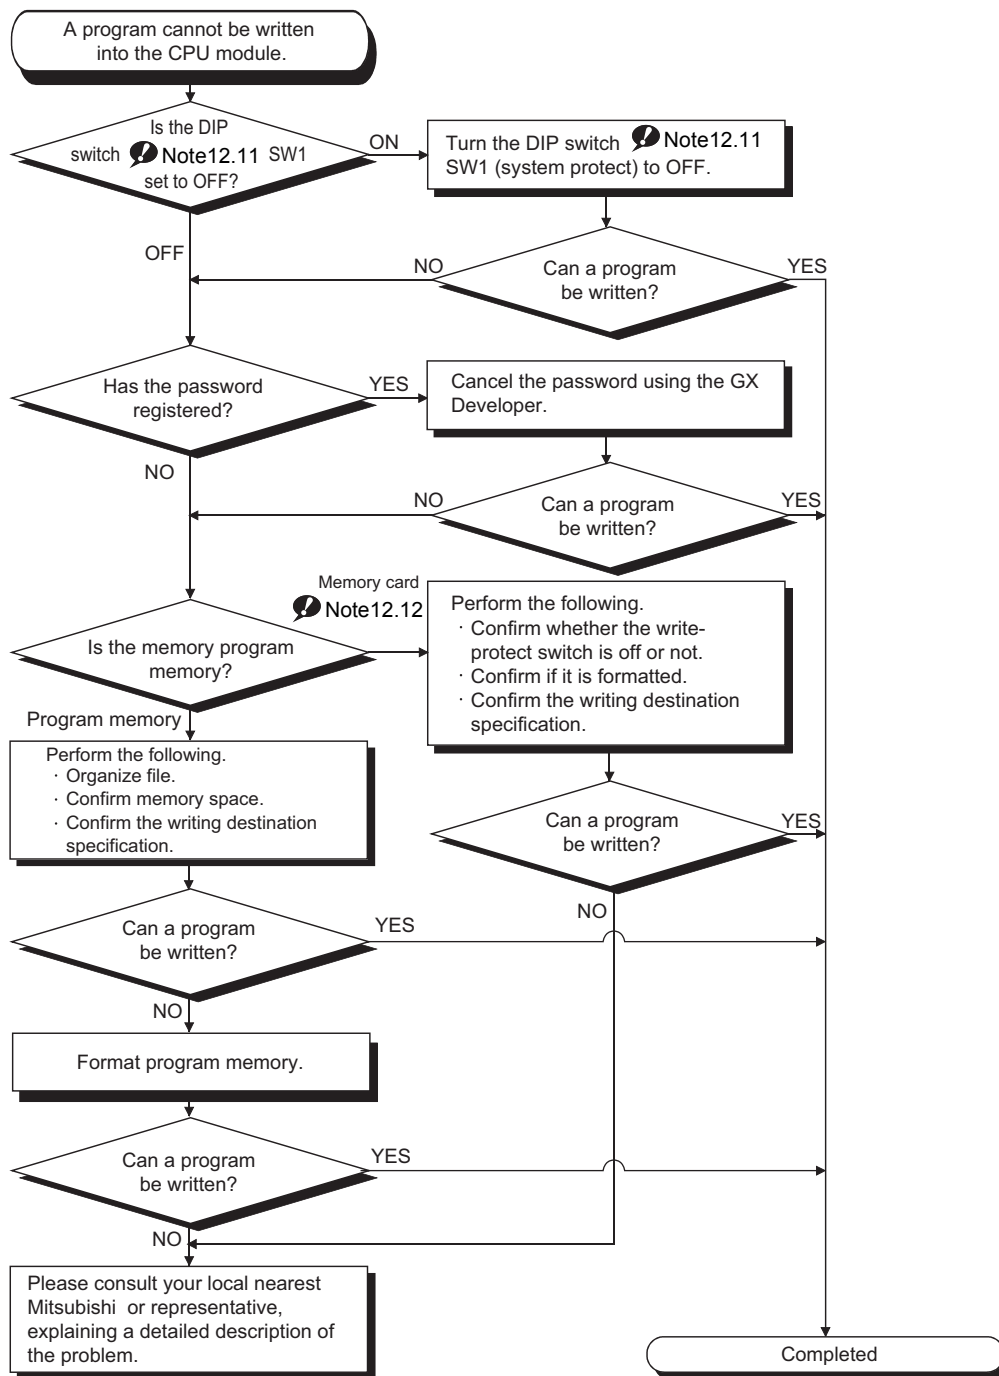 A program cannot be written
into the CPU module.
Is the DIP
switch Note12.11 SW1
set to OFF?
ON
Turn the DIP switch Note12.11
SW1 (system protect) to OFF.
OFF
NO
Can a program
be written?
YES
Has the password
registered?
YES
Cancel the password using the GX
Developer.
NO
NO
Can a program
be written?
YES
Memory card
Note12.12
Is the memory program
memory?
Perform the following.
· Confirm whether the write-
protect switch is off or not.
· Confirm if it is formatted.
· Confirm the writing destination
specification.
Program memory
Perform the following.
· Organize file.
· Confirm memory space.
· Confirm the writing destination
specification.
Can a program
be written?
YES
NO
Can a program
be written?
YES
NO
Format program memory.
Can a program
be written?
YES
NO
Please consult your local nearest
Mitsubishi or representative,
explaining a detailed description of
the problem.
Completed